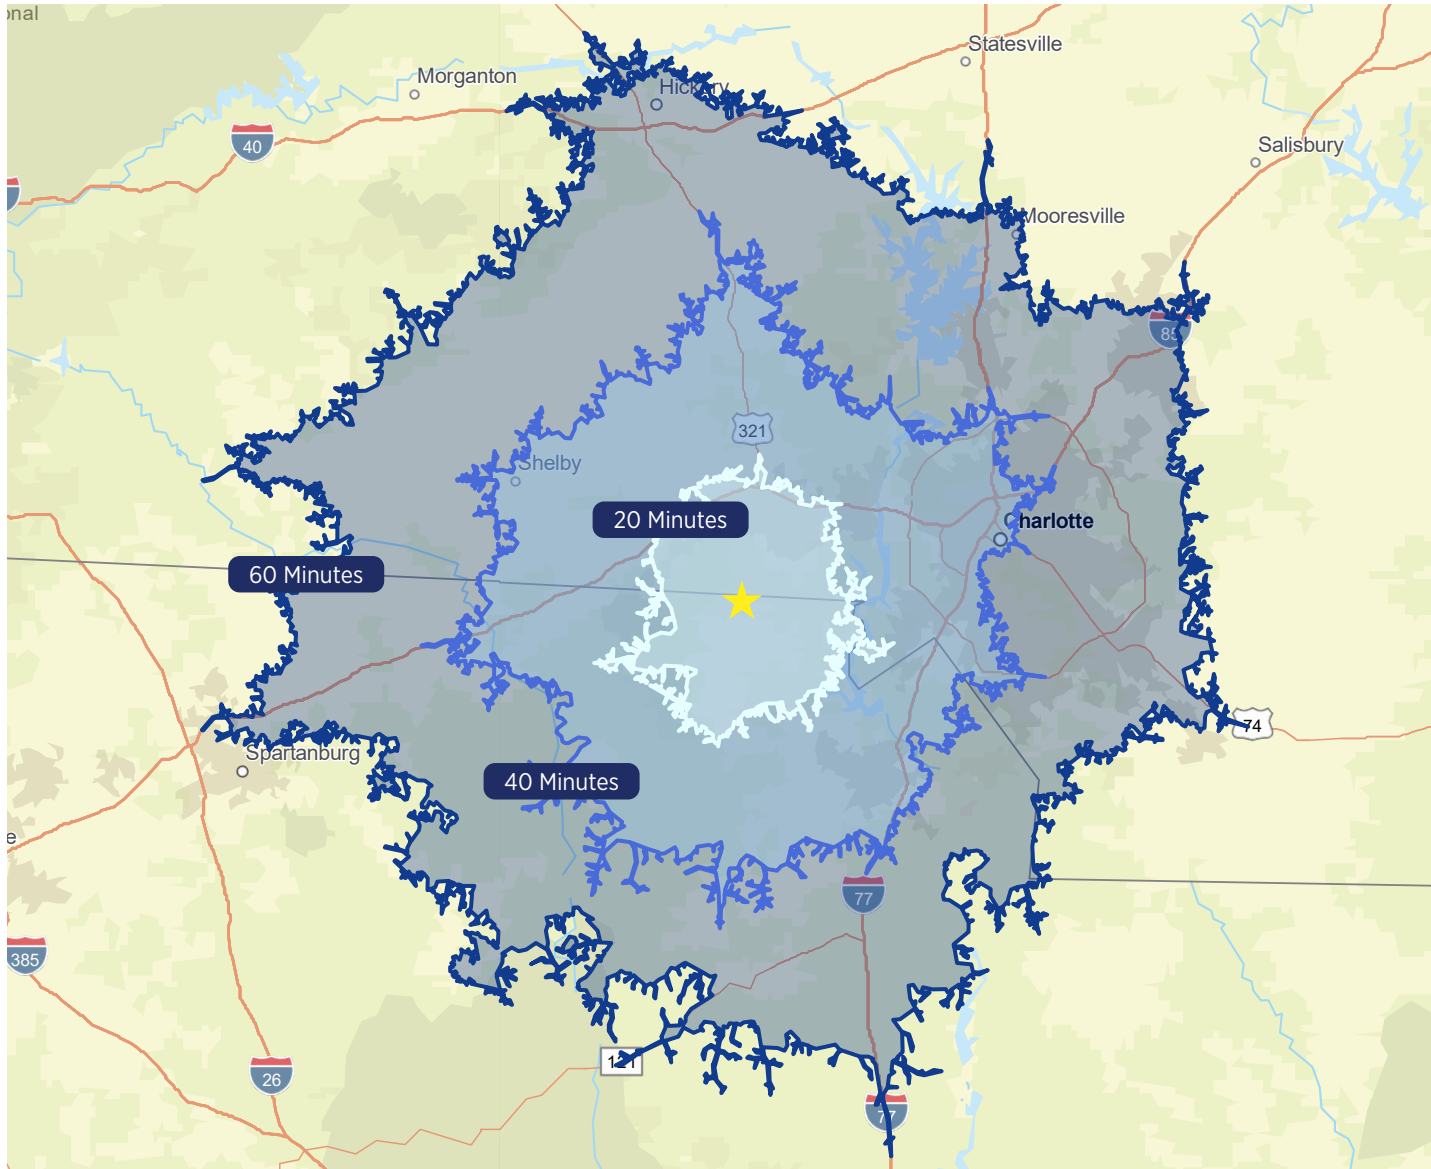 onal
Statesville
Morganton
Hickory
40
Salisbury
Mooresville
85
321
Shelby
20 Minutes
Charlotte
60 Minutes
74
Spartanburg
40 Minutes
e
77
385
121
26
77